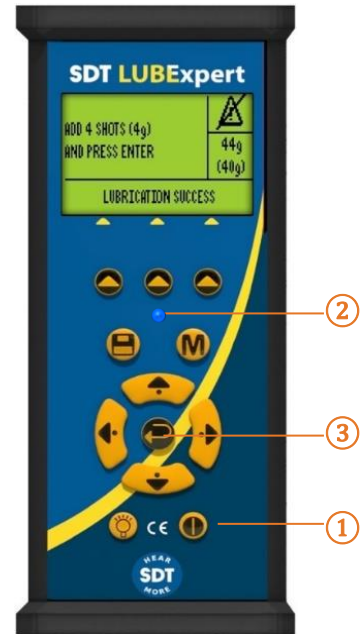 SDT LUBExpert
ADD 4 SHOTS (4g)
AND PRESS ENTER
44g
(40g)
LUBRICATION SUCCESS
②
M
③
CE
①
HEAR
SDT
MORE